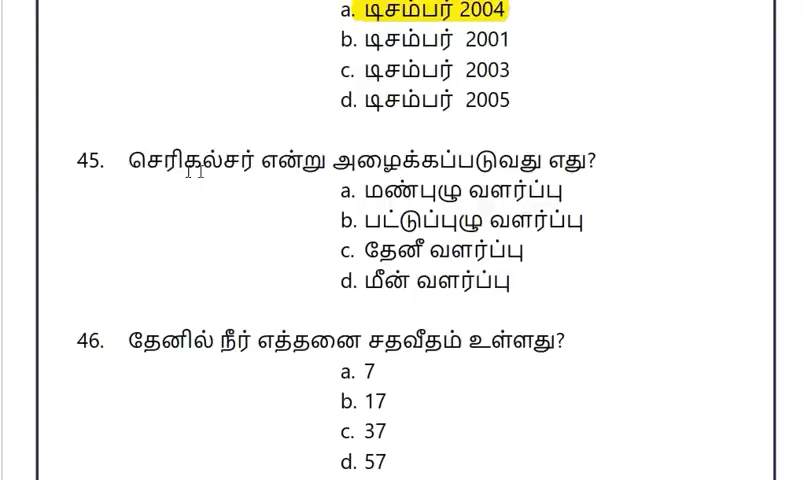 a. டிசம்பர் 2004
b. டிசம்பர் 2001
c. டிசம்பர் 2003
d. டிசம்பர் 2005
45. செரிகல்சர் என்று அழைக்கப்படுவது எது?
a. மண்புழு வளர்ப்பு
b. பட்டுப்புழு வளர்ப்பு
c. தேனீ வளர்ப்பு
d. மீன் வளர்ப்பு
46. தேனில் நீர் எத்தனை சதவீதம் உள்ளது?
a. 7
b. 17
c. 37
d. 57